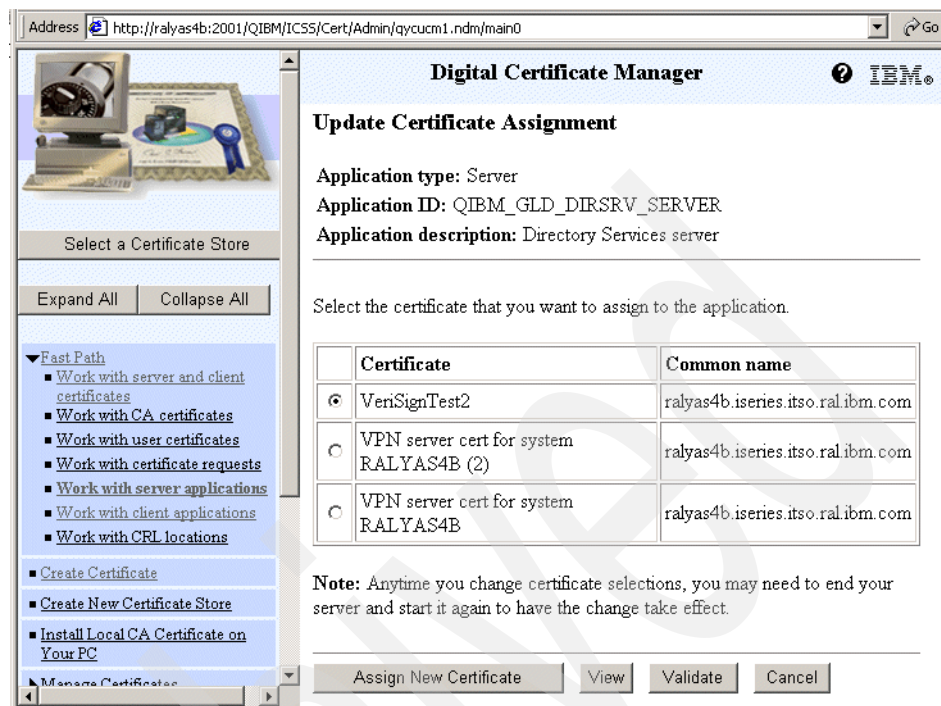 Address http://ralyas4b:2001/QIBM/ICSS/Cert/Admin/qycucm1.ndm/main0 Go
Digital Certificate Manager
IBM®
Select a Certificate Store
Expand All Collapse All
Fast Path
Work with server and client
certificates
Work with CA certificates
Work with user certificates
Work with certificate requests
Work with server applications
Work with client applications
Work with CRL locations
Create Certificate
Create New Certificate Store
Install Local CA Certificate on
Your PC
Manage Certificates
Update Certificate Assignment
Application type: Server
Application ID: QIBM_GLD_DIRSRV_SERVER
Application description: Directory Services server
Select the certificate that you want to assign to the application.
Certificate Common name
VeriSignTest2 ralyas4b.iseries.itso.ral.ibm.com
VPN server cert for system
RALYAS4B (2) ralyas4b.iseries.itso.ral.ibm.com
VPN server cert for system
RALYAS4B ralyas4b.iseries.itso.ral.ibm.com
Note: Anytime you change certificate selections, you may need to end your
server and start it again to have the change take effect.
Assign New Certificate View Validate Cancel